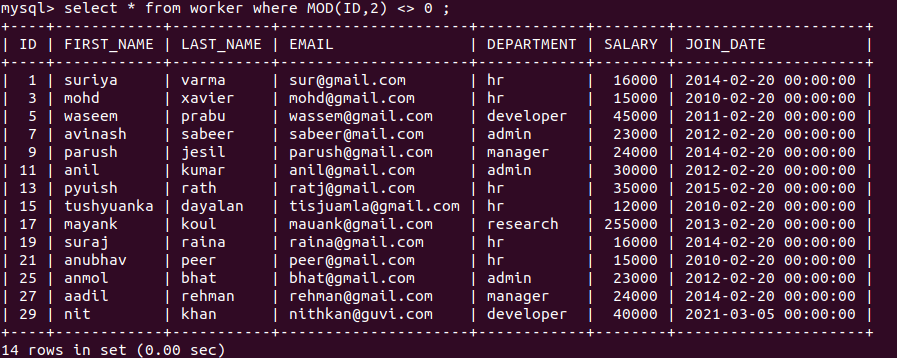 mysql> select * from worker where MOD(ID,2) <> 0 ;
+----+------------+-----------+--------------------+------------+--------+---------------------+
| ID | FIRST_NAME | LAST_NAME | EMAIL              | DEPARTMENT | SALARY | JOIN_DATE           |
+----+------------+-----------+--------------------+------------+--------+---------------------+
|  1 | suriya     | varma     | sur@gmail.com      | hr         |  16000 | 2014-02-20 00:00:00 |
|  3 | mohd       | xavier    | mohd@gmail.com     | hr         |  15000 | 2010-02-20 00:00:00 |
|  5 | waseem     | prabu     | wassem@gmail.com   | developer  |  45000 | 2011-02-20 00:00:00 |
|  7 | avinash    | sabeer    | sabeer@mail.com    | admin      |  23000 | 2012-02-20 00:00:00 |
|  9 | parush     | jesil     | parush@gmail.com   | manager    |  24000 | 2014-02-20 00:00:00 |
| 11 | anil       | kumar     | anil@gmail.com     | admin      |  30000 | 2012-02-20 00:00:00 |
| 13 | pyuish     | rath      | ratj@gmail.com     | hr         |  35000 | 2015-02-20 00:00:00 |
| 15 | tushyuanka | dayalan   | tisjuamla@gmail.com | hr         |  12000 | 2010-02-20 00:00:00 |
| 17 | mayank     | koul      | mauank@gmail.com   | research   | 255000 | 2013-02-20 00:00:00 |
| 19 | suraj      | raina     | raina@gmail.com    | hr         |  16000 | 2014-02-20 00:00:00 |
| 21 | anubhav    | peer      | peer@gmail.com     | hr         |  15000 | 2010-02-20 00:00:00 |
| 25 | anmol      | bhat      | bhat@gmail.com     | admin      |  23000 | 2012-02-20 00:00:00 |
| 27 | aadil      | rehman    | rehman@gmail.com   | manager    |  24000 | 2014-02-20 00:00:00 |
| 29 | nit        | khan      | nithkan@guvi.com   | developer  |  40000 | 2021-03-05 00:00:00 |
+----+------------+-----------+--------------------+------------+--------+---------------------+
14 rows in set (0.00 sec)